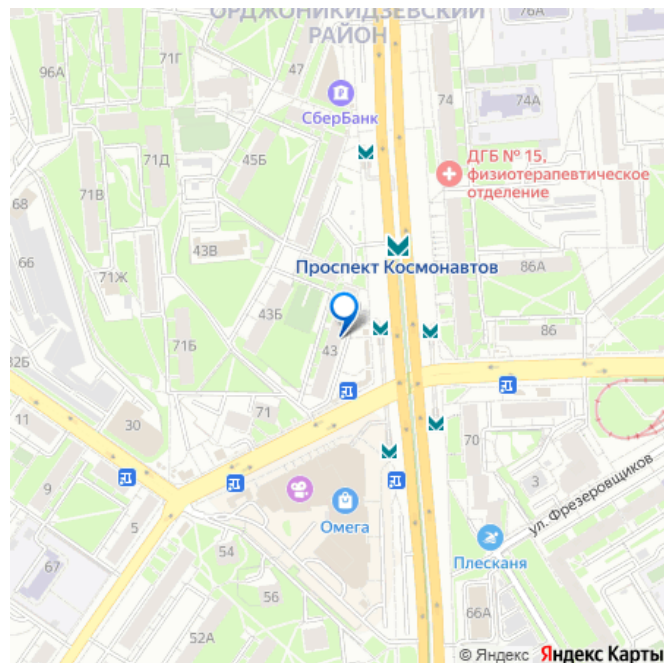 ОРДЖОНИКИДЗЕВСКИЙ
РАЙОН
76А
96А
71Г
47
СберБанк
74
74А
71Д
45Б
ДГБ № 15,
физиотерапевтическое
отделение
71В
68
43В
66
Проспект Космонавтов
86А
71Ж
43Б
86
71Б
43
32Б
71
11
30
70
3
ул. Фрезеровщиков
9
5
Омега
Плесканя
54
67
56
66А
52А
© Яндекс Яндекс Карты